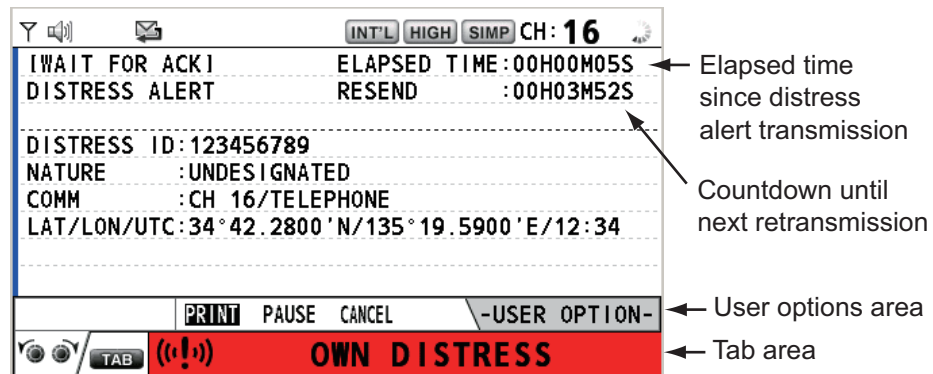 INT'L HIGH SIMP CH:16
[WAIT FOR ACK] ELAPSED TIME:00H00M05S
DISTRESS ALERT RESEND :00H03M52S
DISTRESS ID:123456789
NATURE :UNDESIGNATED
COMM :CH 16/TELEPHONE
LAT/LON/UTC:34°42.2800'N/135°19.5900'E/12:34
PRINT PAUSE CANCEL -USER OPTION-
TAB OWN DISTRESS
Elapsed time
since distress
alert transmission
Countdown until
next retransmission
User options area
Tab area